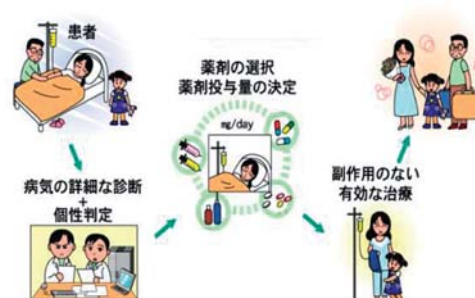 患者
病気の詳細な診断
+
個性判定
薬剤の選択
薬剤投与量の決定
mg/day
副作用のない
有効な治療